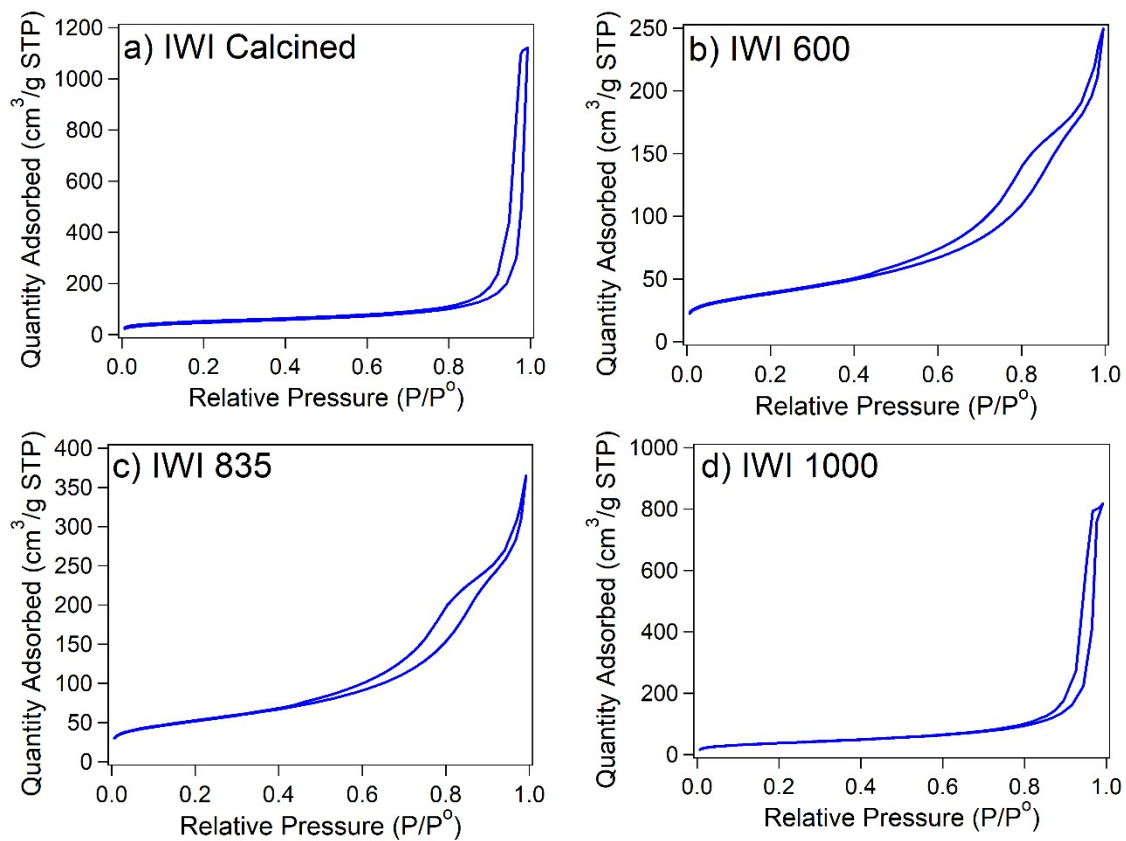 a) IWI Calcined
Quantity Adsorbed (cm³/g STP)
1200
1000
800
600
400
200
0
0.0 0.2 0.4 0.6 0.8 1.0
Relative Pressure (P/Pº)
b) IWI 600
Quantity Adsorbed (cm³/g STP)
250
200
150
100
50
0
0.0 0.2 0.4 0.6 0.8 1.0
Relative Pressure (P/Pº)
c) IWI 835
Quantity Adsorbed (cm³/g STP)
400
350
300
250
200
150
100
50
0
0.0 0.2 0.4 0.6 0.8 1.0
Relative Pressure (P/Pº)
d) IWI 1000
Quantity Adsorbed (cm³/g STP)
1000
800
600
400
200
0
0.0 0.2 0.4 0.6 0.8 1.0
Relative Pressure (P/Pº)